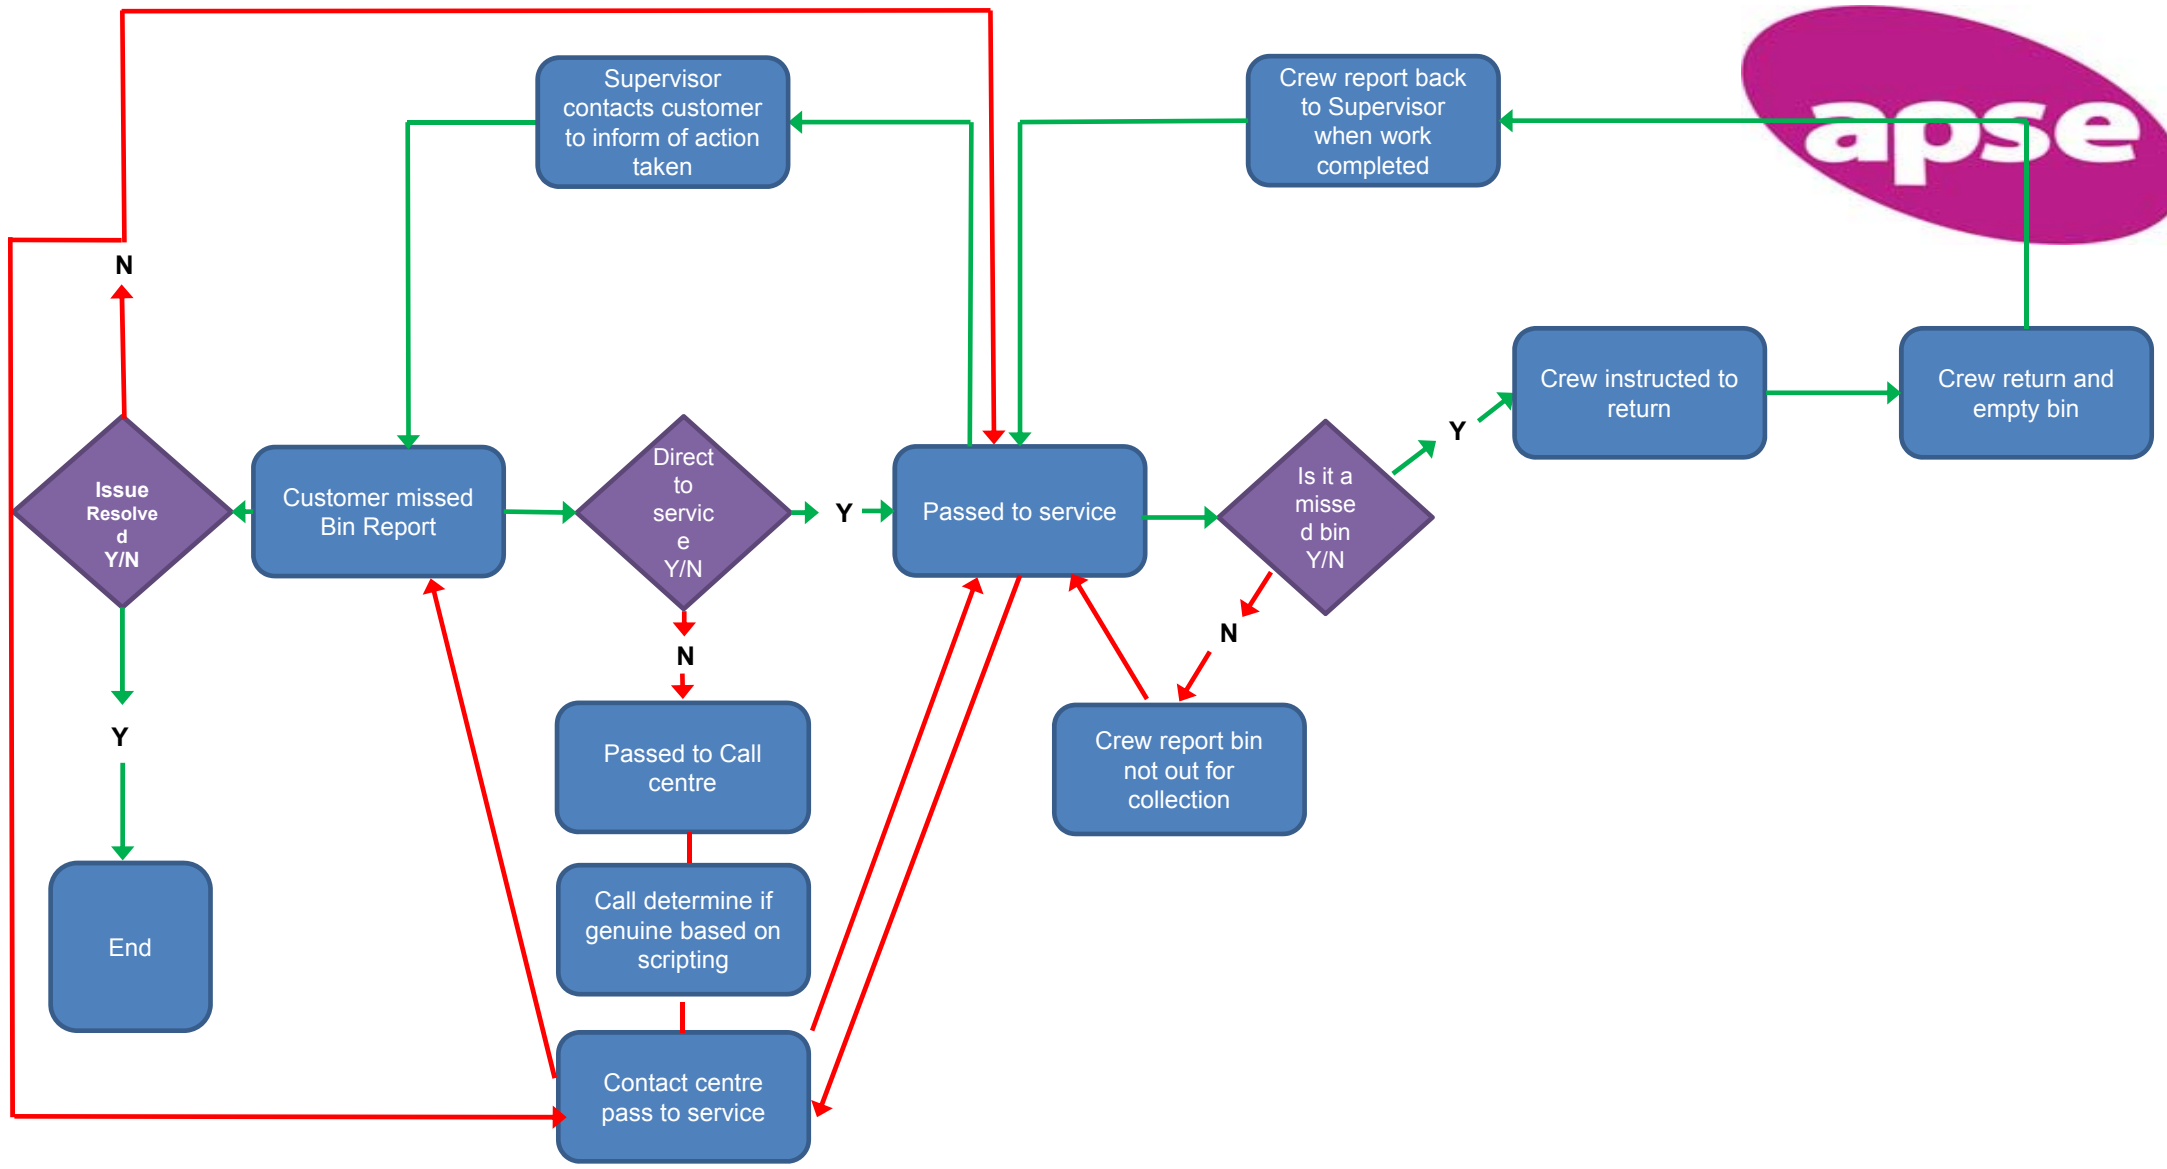 Supervisor
contacts customer
to inform of action
taken
Crew report back
to Supervisor
when work
completed
apse
N
Crew instructed to
return
Crew return and
empty bin
Issue
Resolve
d
Y/N
Customer missed
Bin Report
Direct
to
servic
e
Y/N
Y
Passed to service
Is it a
misse
d bin
Y/N
Y
N
N
Y
Passed to Call
centre
Crew report bin
not out for
collection
End
Call determine if
genuine based on
scripting
Contact centre
pass to service